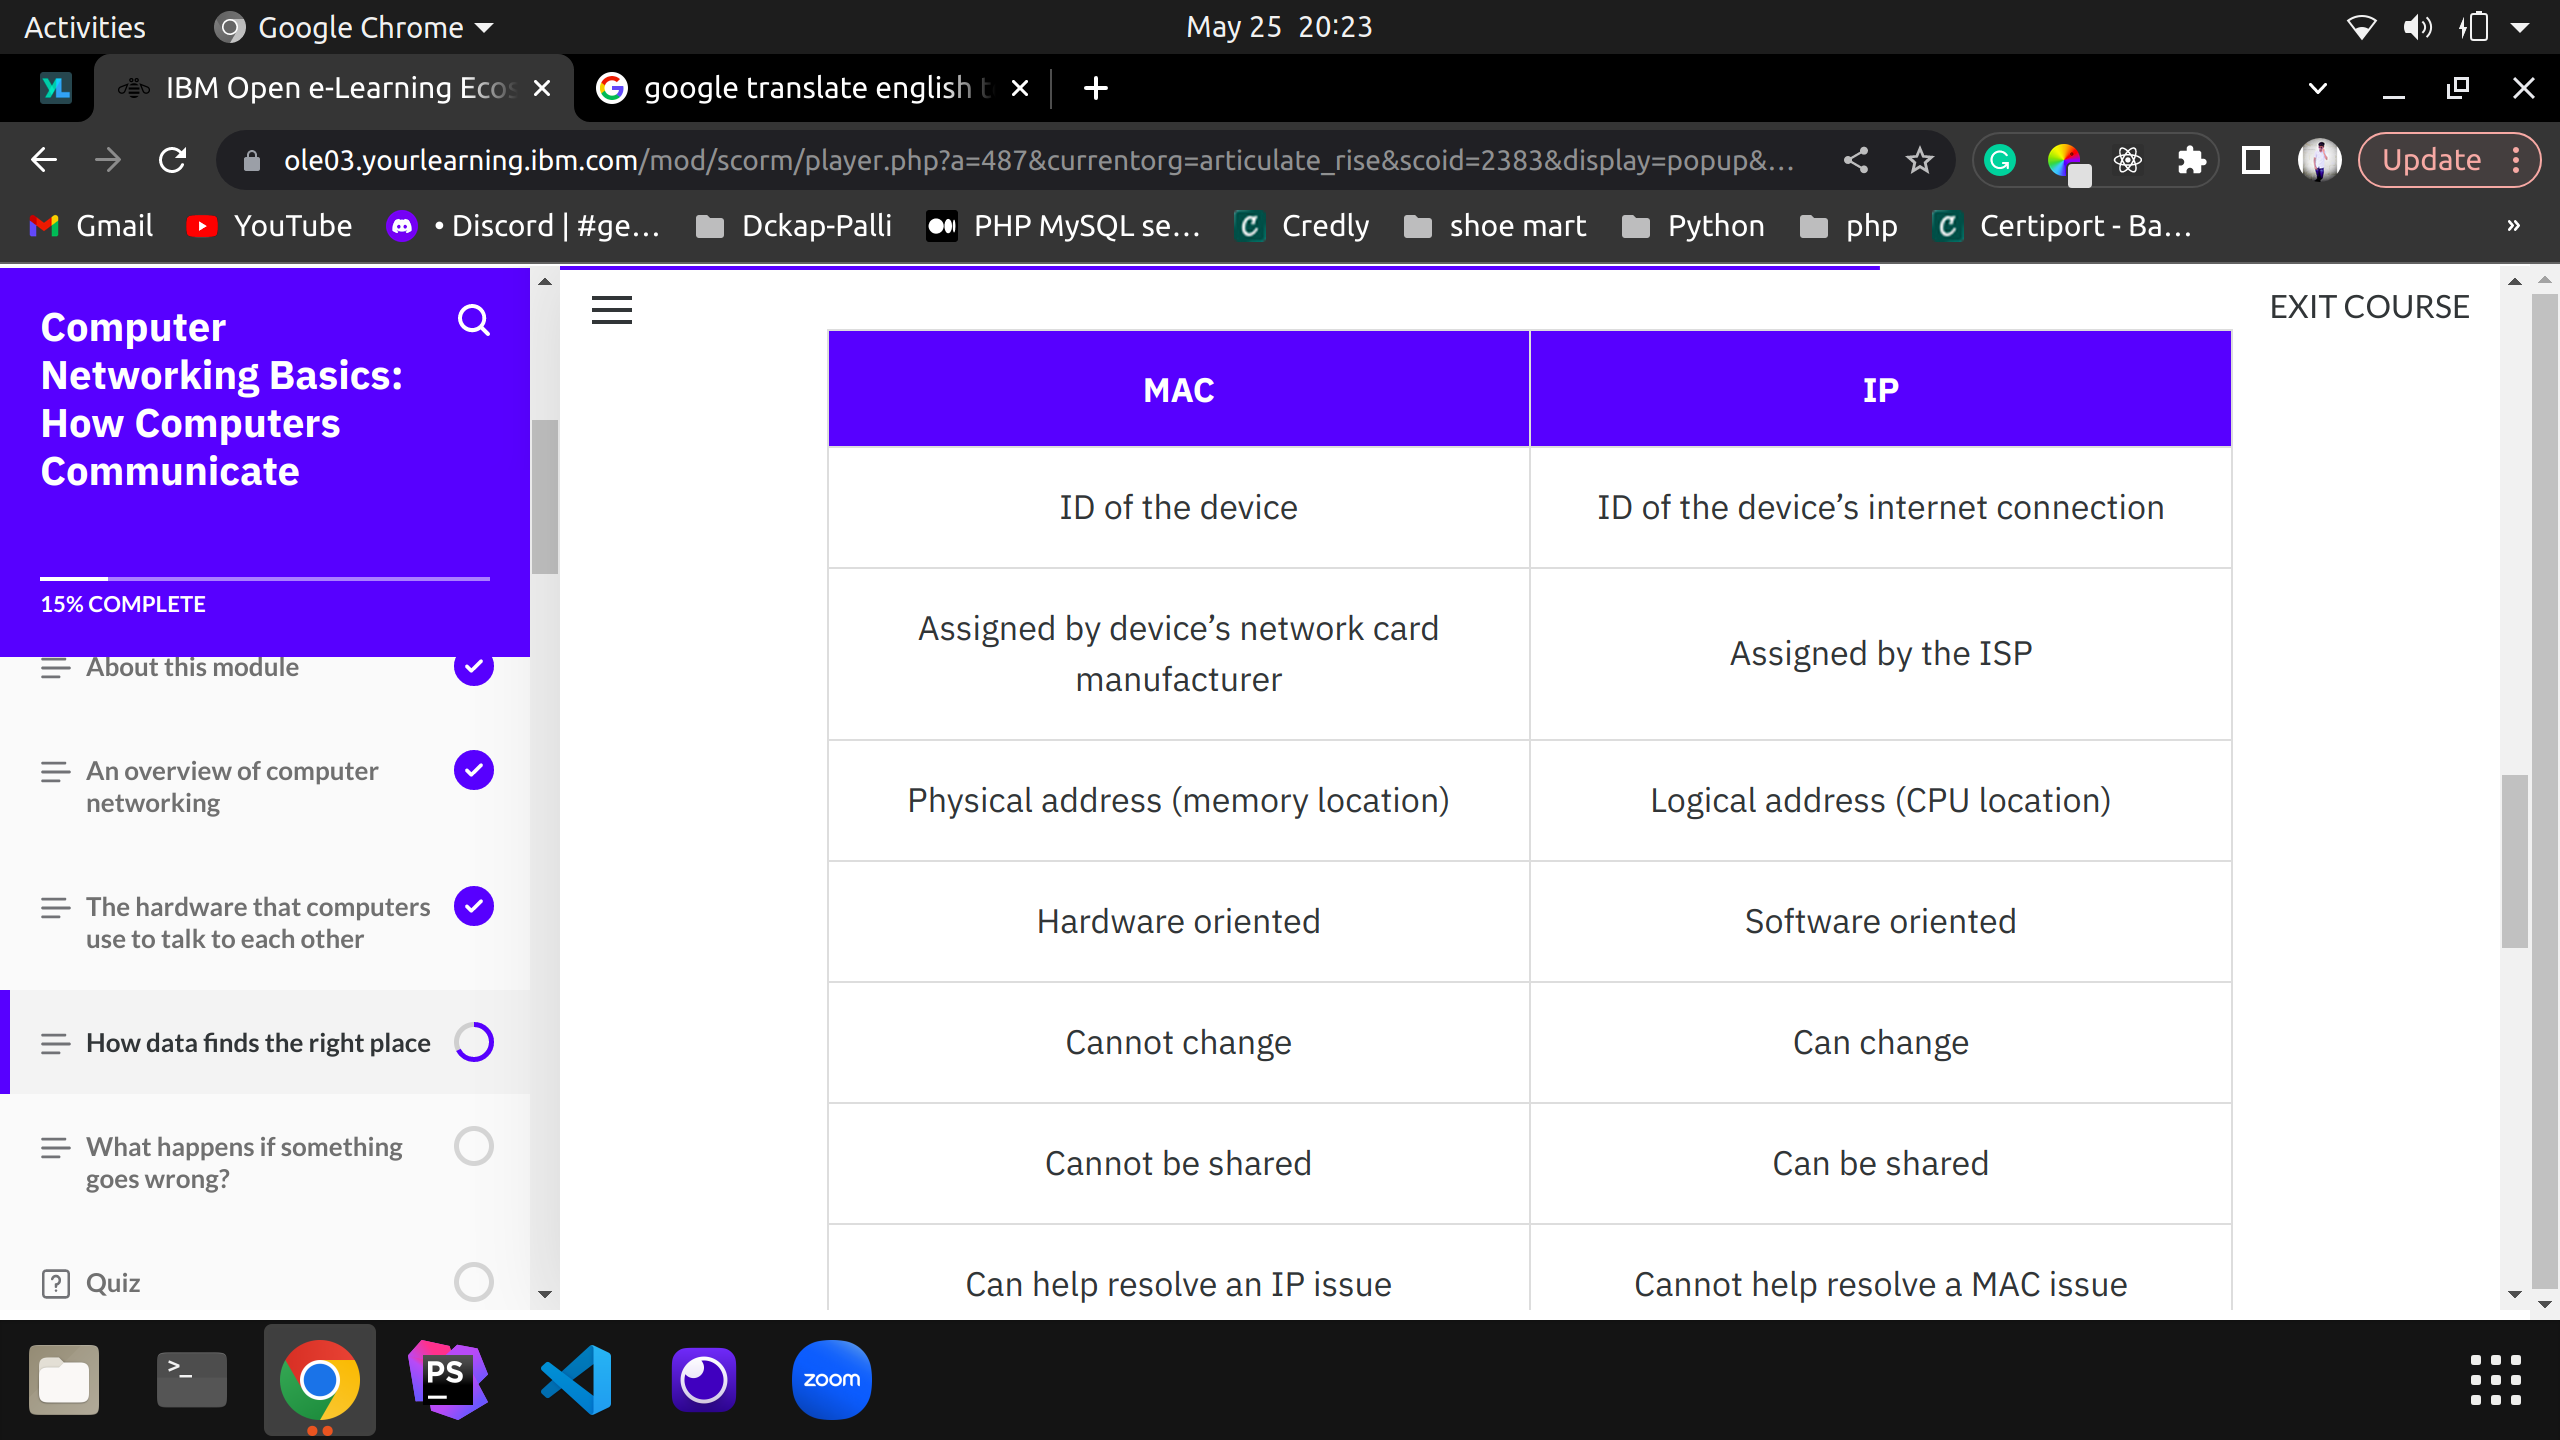 Activities
Google Chrome
May 25 20:23
YL
IBM Open e-Learning Ecos
google translate english t
ole03.yourlearning.ibm.com/mod/scorm/player.php?a=487&currentorg=articulate_rise&scoid=2383&display=popup&...
Update
Gmail
YouTube
• Discord | #ge...
Dckap-Palli
PHP MySQL se...
Credly
shoe mart
Python
php
Certiport - Ba...
»
Computer
Networking Basics:
How Computers
Communicate
15% COMPLETE
About this module
An overview of computer
networking
The hardware that computers
use to talk to each other
How data finds the right place
What happens if something
goes wrong?
Quiz
EXIT COURSE
MAC
IP
ID of the device
ID of the device’s internet connection
Assigned by device’s network card
manufacturer
Assigned by the ISP
Physical address (memory location)
Logical address (CPU location)
Hardware oriented
Software oriented
Cannot change
Can change
Cannot be shared
Can be shared
Can help resolve an IP issue
Cannot help resolve a MAC issue
>_
PS
zoom